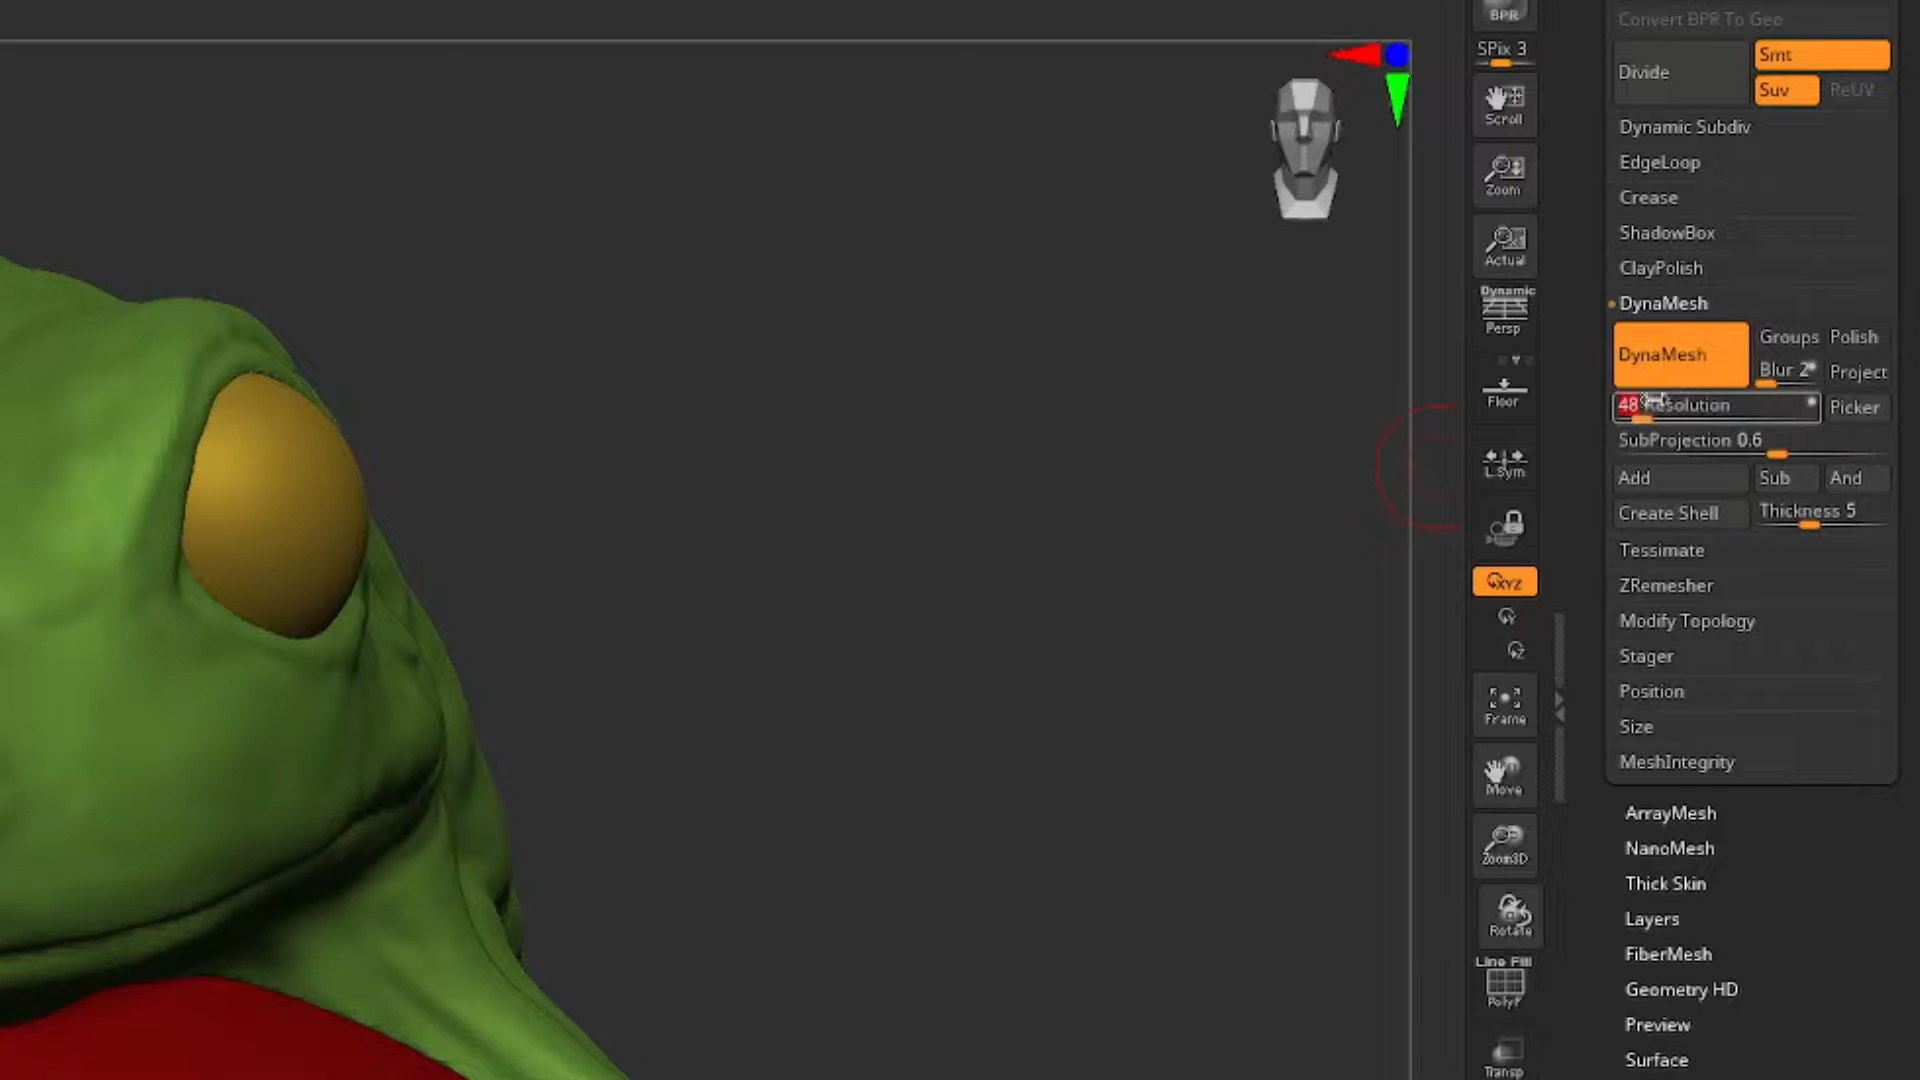 BPR
SPix 3
Scroll
Zoom
Actual
Dynamic
Persp
Floor
L.Sym
XYZ
Frame
Move
Zoom3D
Rotate
Line Fill
PolyF
Transp
Convert BPR To Geo
Divide
Smt
Suv
ReUV
Dynamic Subdiv
EdgeLoop
Crease
ShadowBox
ClayPolish
DynaMesh
DynaMesh
Groups
Polish
Blur 2
Project
48 Resolution
Picker
SubProjection 0.6
Add
Sub
And
Create Shell
Thickness 5
Tessimate
ZRemesher
Modify Topology
Stager
Position
Size
MeshIntegrity
ArrayMesh
NanoMesh
Thick Skin
Layers
FiberMesh
Geometry HD
Preview
Surface